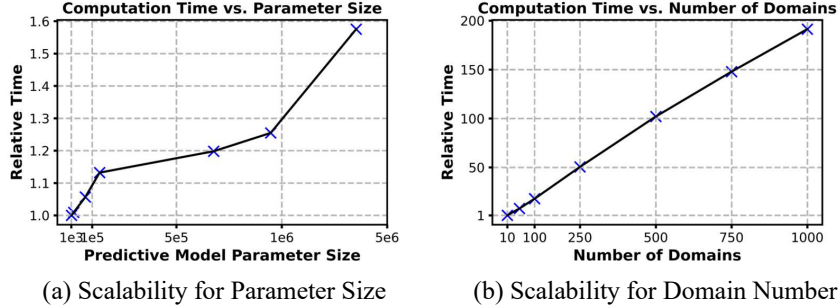 Computation Time vs. Parameter Size
Relative Time
1.6
1.5
1.4
1.3
1.2
1.1
1.0
1e3 1e5 5e5 1e6 5e6
Predictive Model Parameter Size
(a) Scalability for Parameter Size
Computation Time vs. Number of Domains
Relative Time
200
150
100
50
1
10 100 250 500 750 1000
Number of Domains
(b) Scalability for Domain Number